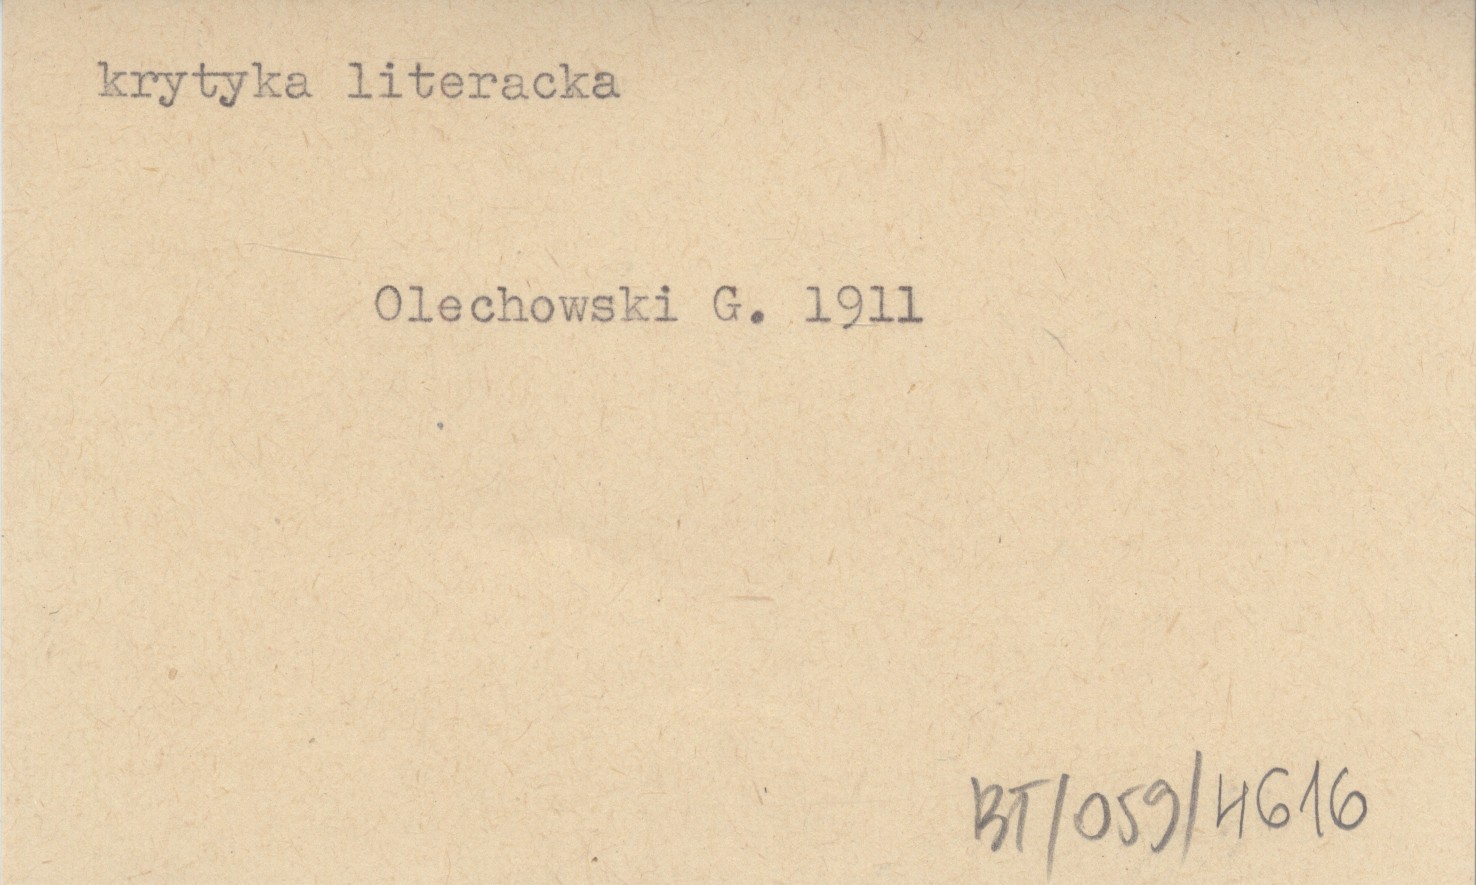 krytyka literacka
Olechowski G. 1911
BT/059/4616